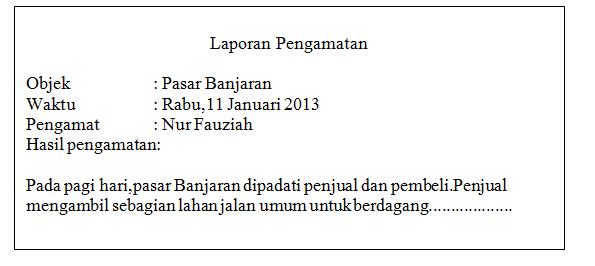 Laporan Pengamatan
Objek : Pasar Banjaran
Waktu : Rabu,11 Januari 2013
Pengamat : Nur Fauziah
Hasil pengamatan:
Pada pagi hari,pasar Banjaran dipadati penjual dan pembeli.Penjual
mengambil sebagian lahan jalan umum untuk berdagang...................